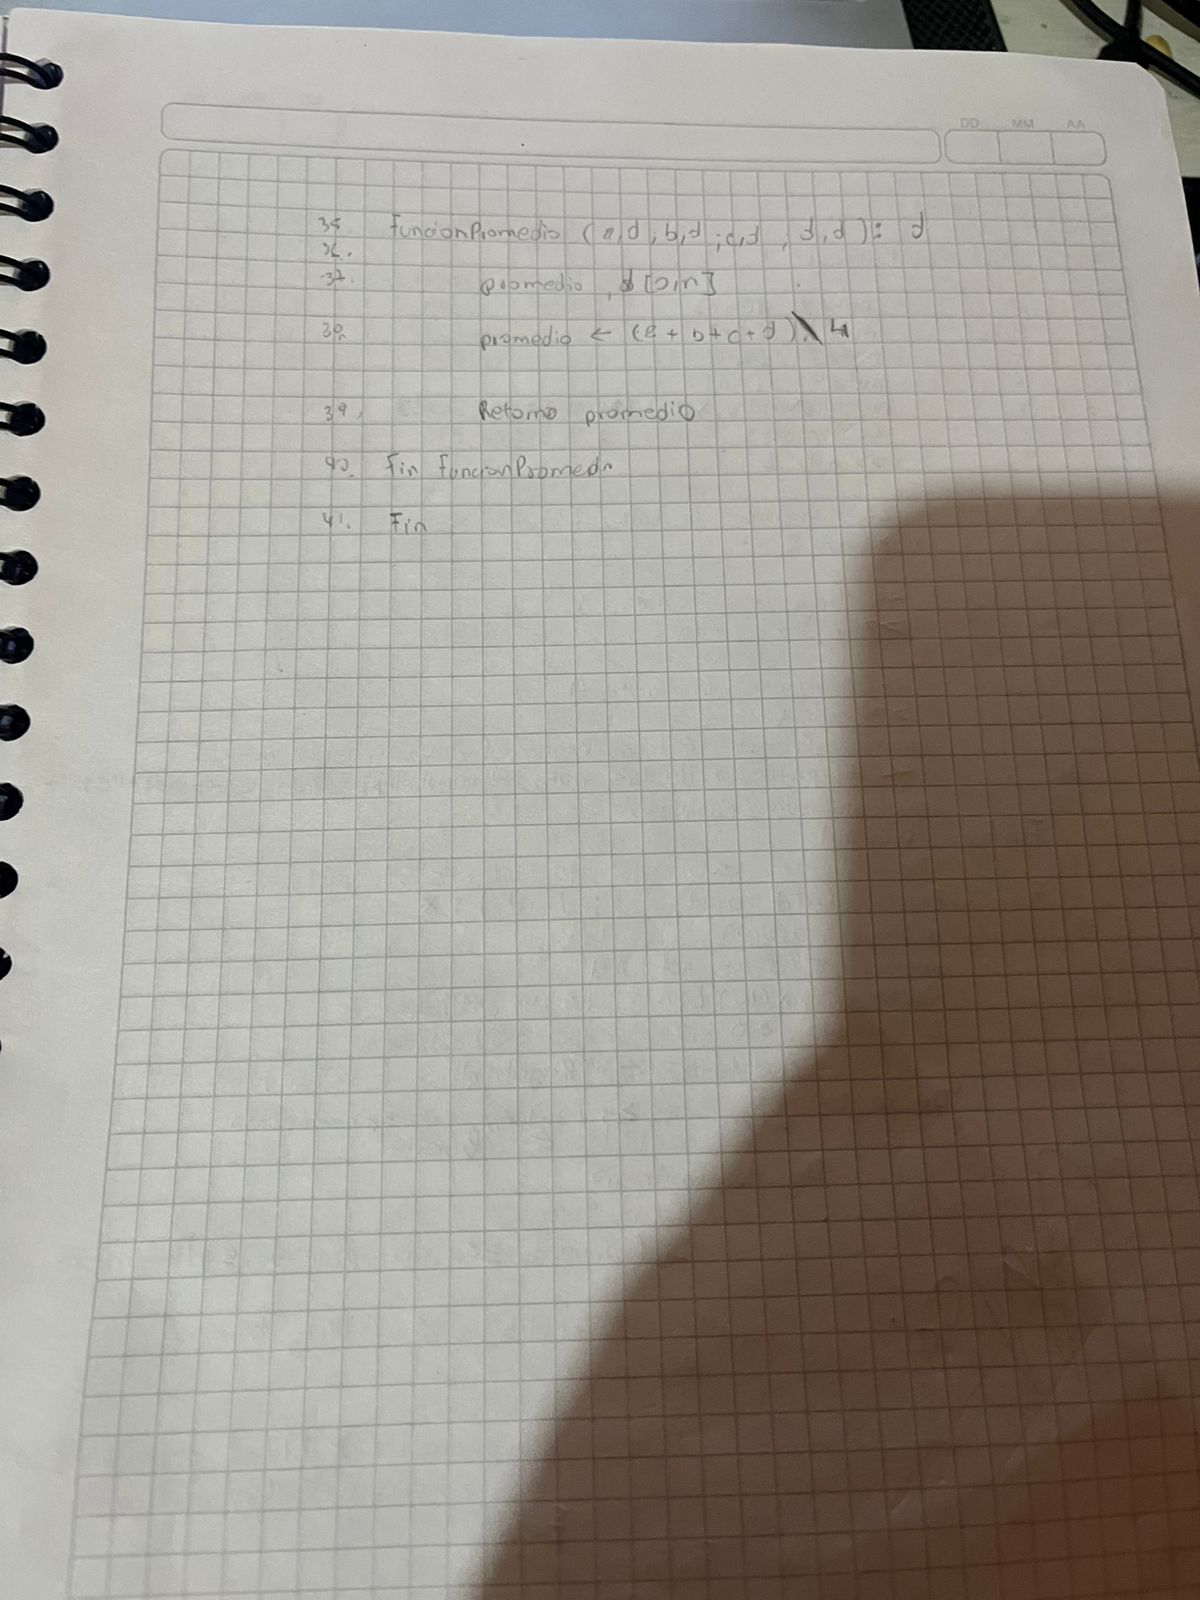 DD MM AA
35. FuncionPromedio (a,d, b,d; c,d, d,d): d
36.
37. promedio, d [0,n]
38. promedio ← (a + b + c + d) \ 4
39. Retorno promedio
40. Fin FuncionPromedio
41. Fin